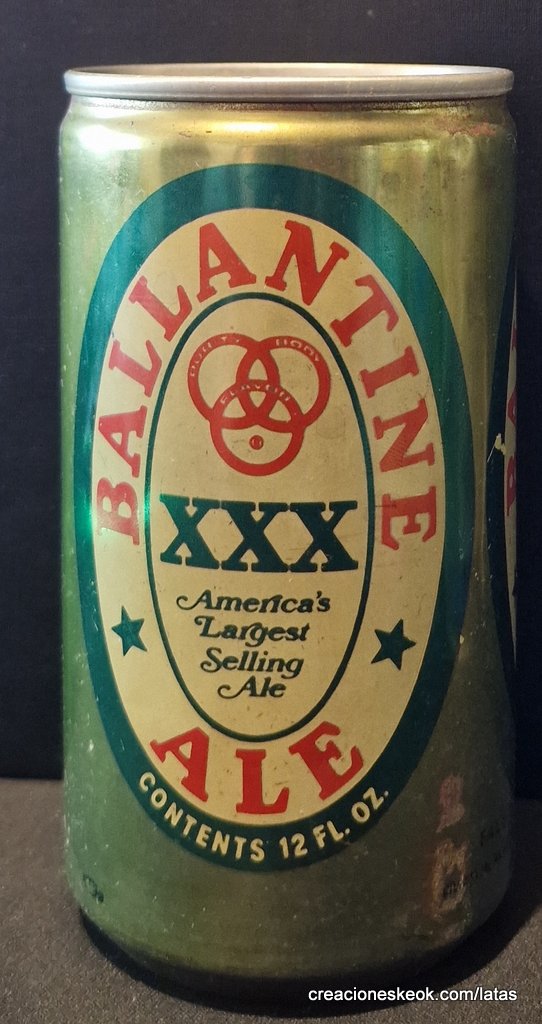 BALLANTINE
PURITY BODY
FLAVOR
B
XXX
America's
Largest
Selling
Ale
ALE
CONTENTS 12 FL. OZ.
creacioneskeok.com/latas